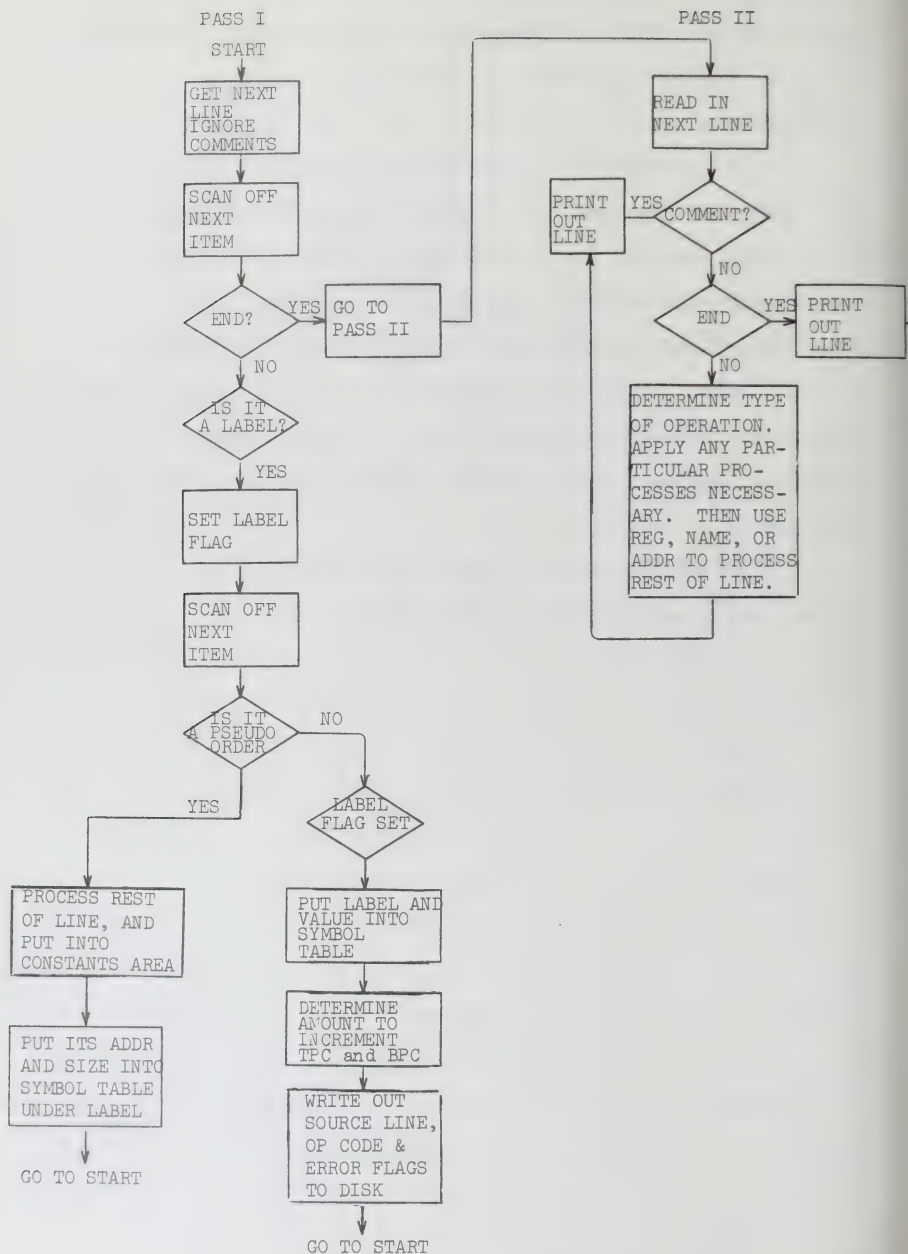 PASS I
START
GET NEXT
LINE
IGNORE
COMMENTS
SCAN OFF
NEXT
ITEM
END?
YES
GO TO
PASS II
NO
IS IT
A LABEL?
YES
SET LABEL
FLAG
SCAN OFF
NEXT
ITEM
IS IT
A PSEUDO
ORDER
NO
YES
LABEL
FLAG SET
PROCESS REST
OF LINE, AND
PUT INTO
CONSTANTS AREA
PUT ITS ADDR
AND SIZE INTO
SYMBOL TABLE
UNDER LABEL
GO TO START
PUT LABEL AND
VALUE INTO
SYMBOL
TABLE
DETERMINE
AMOUNT TO
INCREMENT
TPC and BPC
WRITE OUT
SOURCE LINE,
OP CODE &
ERROR FLAGS
TO DISK
GO TO START
PASS II
READ IN
NEXT LINE
COMMENT?
YES
PRINT
OUT
LINE
NO
END
YES
PRINT
OUT
LINE
NO
DETERMINE TYPE
OF OPERATION.
APPLY ANY PAR-
TICULAR PRO-
CESSES NECESS-
ARY. THEN USE
REG, NAME, OR
ADDR TO PROCESS
REST OF LINE.